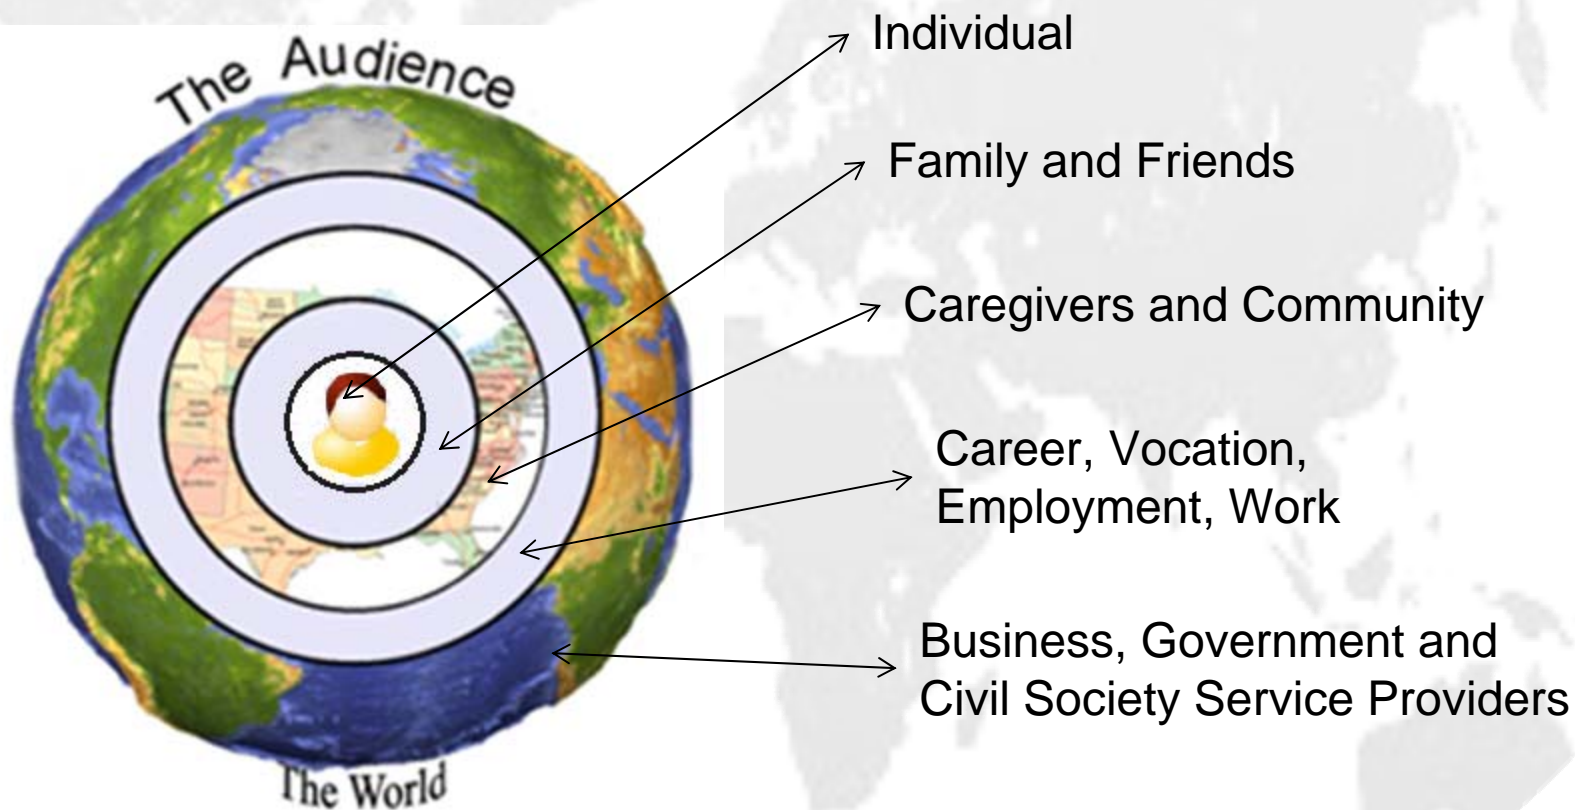 The Audience
Individual
Family and Friends
Caregivers and Community
Career, Vocation,
Employment, Work
Business, Government and
Civil Society Service Providers
The World